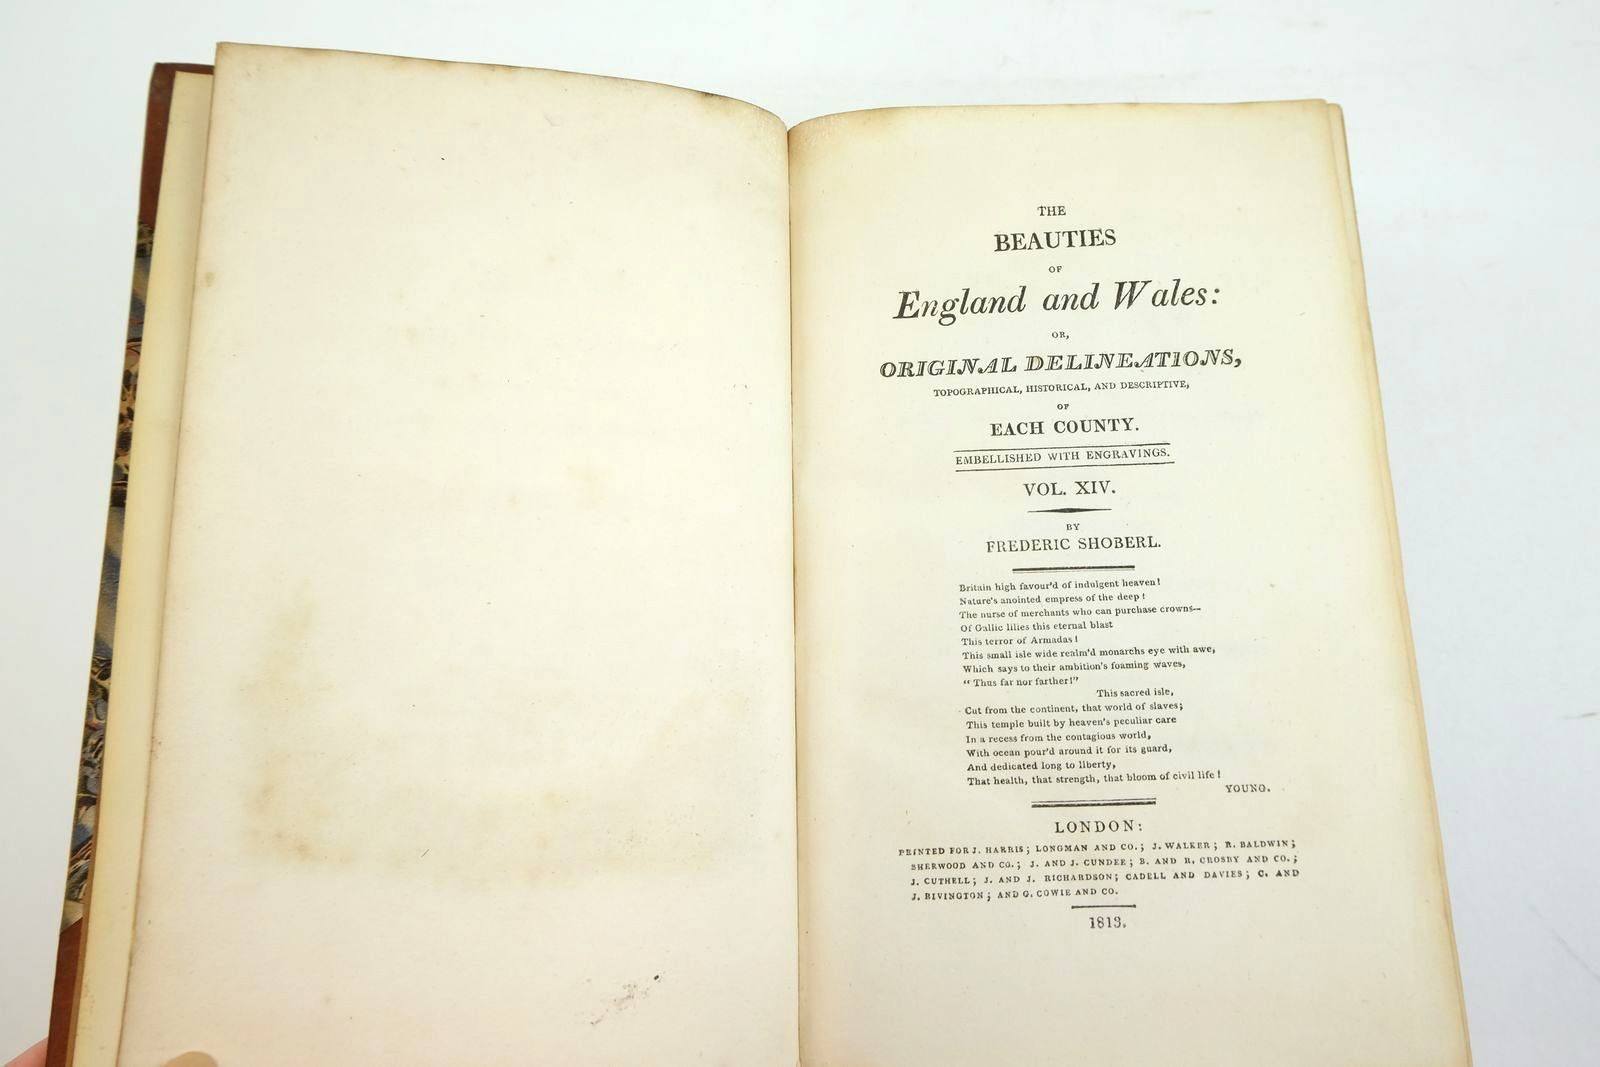 THE
BEAUTIES
OF
England and Wales:
OR,
ORIGINAL DELINEATIONS,
TOPOGRAPHICAL, HISTORICAL, AND DESCRIPTIVE,
OF
EACH COUNTY.
EMBELLISHED WITH ENGRAVINGS.
VOL. XIV.
BY
FREDERIC SHOBERL.
Britain high favour'd of indulgent heaven!
Nature's anointed empress of the deep!
The nurse of merchants who can purchase crowns—
Of Gallic lilies this eternal blast
This terror of Armadas!
This small isle wide realm'd monarchs eye with awe,
Which says to their ambition's foaming waves,
"Thus far nor farther!"
This sacred isle,
Cut from the continent, that world of slaves;
This temple built by heaven's peculiar care
In a recess from the contagious world,
With ocean pour'd around it for its guard,
And dedicated long to liberty,
That health, that strength, that bloom of civil life!
YOUNG.
LONDON:
PRINTED FOR J. HARRIS; LONGMAN AND CO.; J. WALKER; R. BALDWIN;
SHERWOOD AND CO.; J. AND J. CUNDEE; B. AND R. CROSBY AND CO.;
J. CUTHELL; J. AND J. RICHARDSON; CADELL AND DAVIES; C. AND
J. RIVINGTON; AND G. COWIE AND CO.
1813.